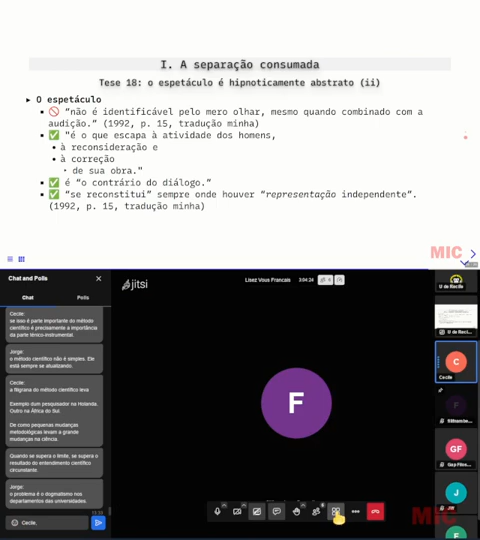 I. A separação consumada
Tese 18: o espetáculo é hipnoticamente abstrato (ii)
▸ O espetáculo
• 🚫 “não é identificável pelo mero olhar, mesmo quando combinado com a
audição.” (1992, p. 15, tradução minha)
• ✅ "é o que escapa à atividade dos homens,
• à reconsideração e
• à correção
• de sua obra."
• ✅ é “o contrário do diálogo.”
• ✅ “se reconstitui” sempre onde houver “representação independente”.
(1992, p. 15, tradução minha)
MIC
Chat and Polls
Chat
Polls
Cecile:
se isso é parte importante do método
científico é precisamente a importância
da parte técnico-instrumental.
Jorge:
o método científico não é simples. Ele
está sempre se atualizando.
Cecile:
a filigrana do método científico leva
Exemplo dum pesquisador na Holanda.
Outro na África do Sul
De como pequenas mudanças
metodológicas levam a grande
mudanças na ciência.
Quando se supera o limite, se supera o
resultado do entendimento científico
circunstante.
Jorge:
o problema é o dogmatismo nos
departamentos das universidades.
Cecile,
jitsi
Lisez Vous Francais
3:04:24
F
C
Cecile
GF
J
JW
F
MIC